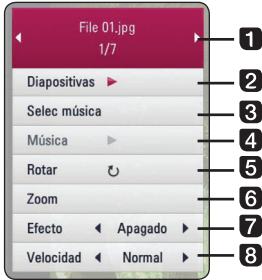 File 01.jpg
1/7
1
Diapositivas
2
Selec música
3
Música
4
Rotar
5
Zoom
6
Efecto Apagado
7
Velocidad Normal
8